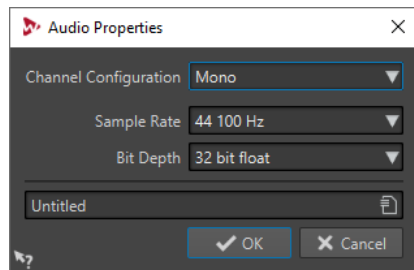 Audio Properties
Channel Configuration Mono
Sample Rate 44 100 Hz
Bit Depth 32 bit float
Untitled
OK Cancel
?